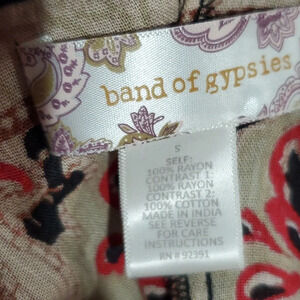 band of gypsies
S
SELF:
100% RAYON
CONTRAST 1:
100% RAYON
CONTRAST 2:
100% COTTON
MADE IN INDIA
SEE REVERSE
FOR CARE
INSTRUCTIONS
RN # 92391